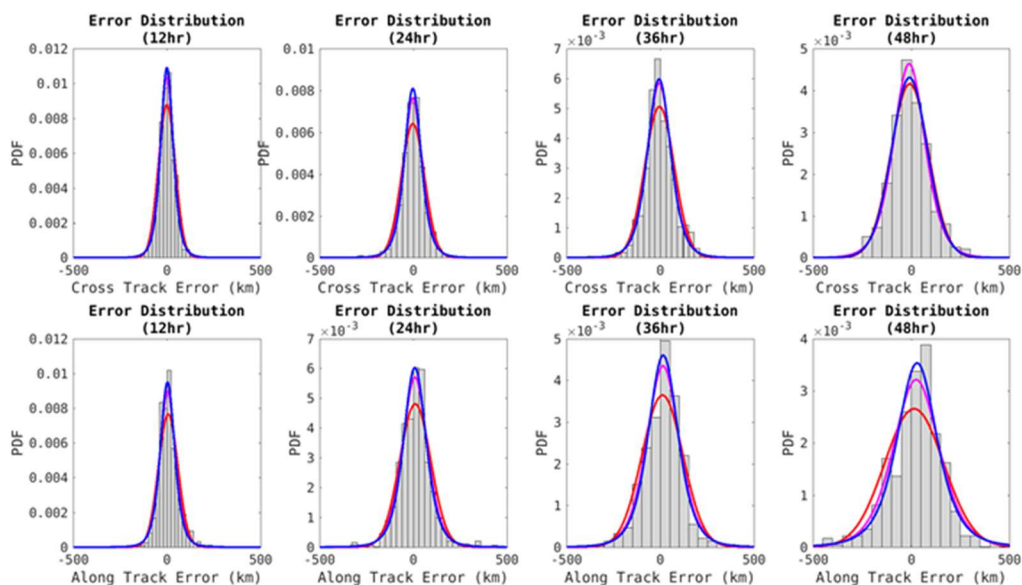 Error Distribution
(12hr)
0.012
0.01
0.008
0.006
0.004
0.002
0
PDF
-500 0 500
Cross Track Error (km)
Error Distribution
(24hr)
0.01
0.008
0.006
0.004
0.002
0
PDF
-500 0 500
Cross Track Error (km)
Error Distribution
(36hr)
×10⁻³
7
6
5
4
3
2
1
0
PDF
-500 0 500
Cross Track Error (km)
Error Distribution
(48hr)
×10⁻³
5
4
3
2
1
0
PDF
-500 0 500
Cross Track Error (km)
Error Distribution
(12hr)
0.012
0.01
0.008
0.006
0.004
0.002
0
PDF
-500 0 500
Along Track Error (km)
Error Distribution
(24hr)
×10⁻³
7
6
5
4
3
2
1
0
PDF
-500 0 500
Along Track Error (km)
Error Distribution
(36hr)
×10⁻³
5
4
3
2
1
0
PDF
-500 0 500
Along Track Error (km)
Error Distribution
(48hr)
×10⁻³
4
3
2
1
0
PDF
-500 0 500
Along Track Error (km)